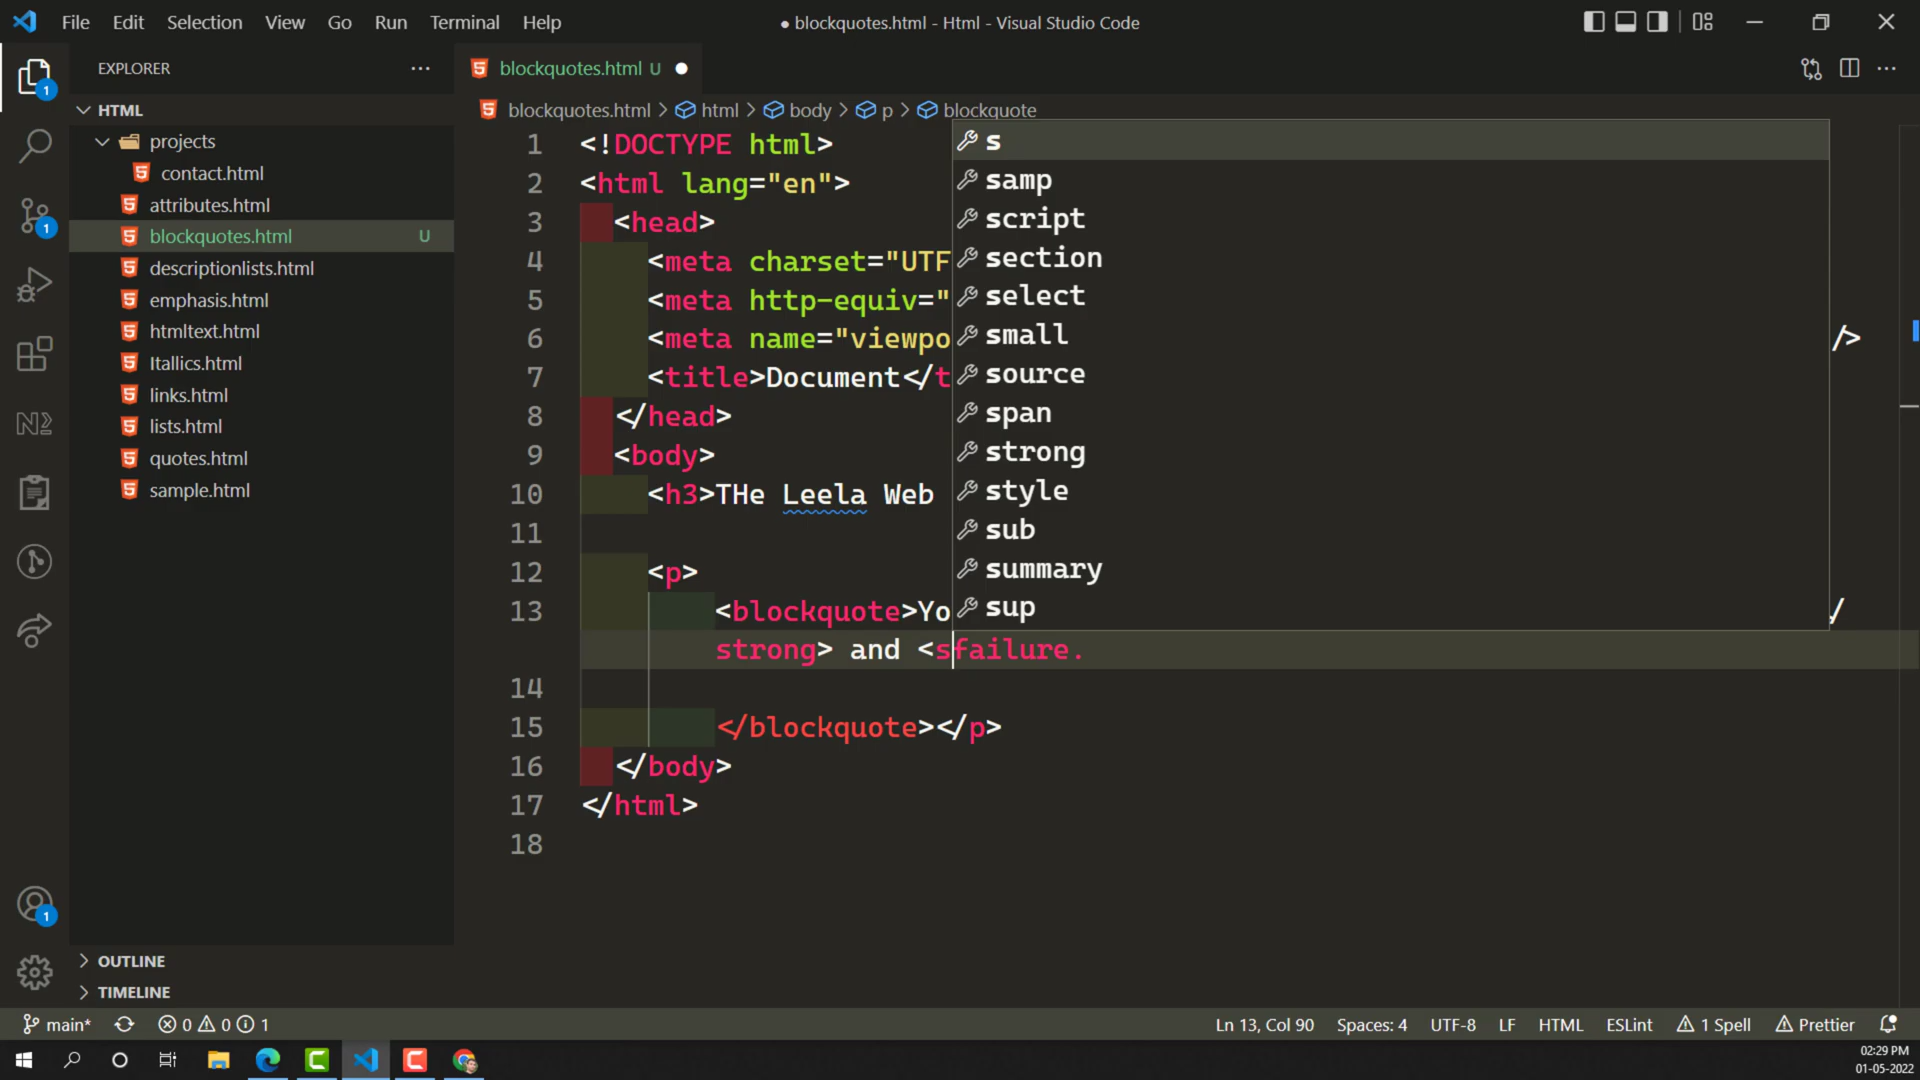 File Edit Selection View Go Run Terminal Help
● blockquotes.html - Html - Visual Studio Code
EXPLORER
blockquotes.html U
HTML
projects
contact.html
attributes.html
blockquotes.html U
descriptionlists.html
emphasis.html
htmltext.html
Itallics.html
links.html
lists.html
quotes.html
sample.html
OUTLINE
TIMELINE
blockquotes.html > html > body > p > blockquote
1 <!DOCTYPE html>
2 <html lang="en">
3 <head>
4 <meta charset="UTF
5 <meta http-equiv="
6 <meta name="viewpo />
7 <title>Document</t
8 </head>
9 <body>
10 <h3>THe Leela Web
11
12 <p>
13 <blockquote>Yo /
strong> and <sfailure.
14
15 </blockquote></p>
16 </body>
17 </html>
18
s
samp
script
section
select
small
source
span
strong
style
sub
summary
sup
1
1
1
main* 0 0 1
Ln 13, Col 90 Spaces: 4 UTF-8 LF HTML ESLint 1 Spell Prettier
02:29 PM
01-05-2022